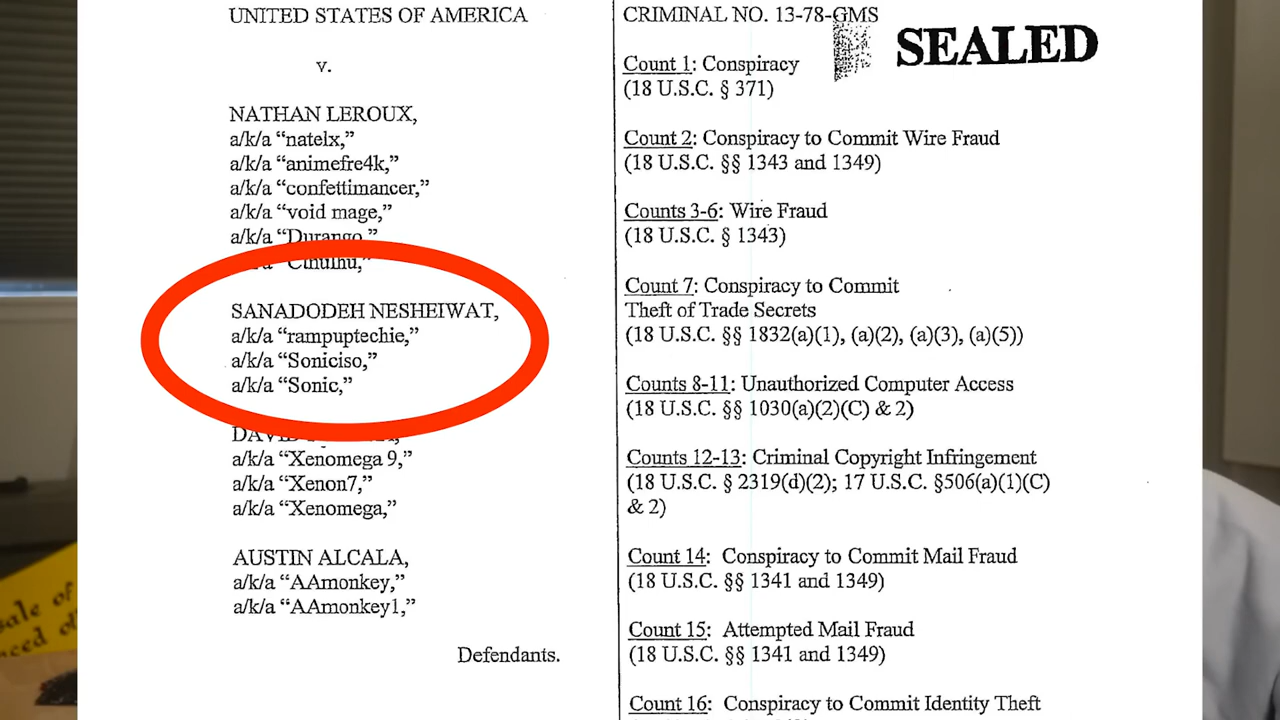 UNITED STATES OF AMERICA
v.
NATHAN LEROUX,
a/k/a “natelx,”
a/k/a “animefre4k,”
a/k/a “confettimancer,”
a/k/a “void mage,”
a/k/a “Durango,”
a/k/a “Cthulhu,”
SANADODEH NESHEIWAT,
a/k/a “rampuptechie,”
a/k/a “Soniciso,”
a/k/a “Sonic,”
DAVID
a/k/a “Xenomega 9,”
a/k/a “Xenon7,”
a/k/a “Xenomega,”
AUSTIN ALCALA,
a/k/a “AAmonkey,”
a/k/a “AAmonkey1,”
Defendants.
CRIMINAL NO. 13-78-GMS
SEALED
Count 1: Conspiracy
(18 U.S.C. § 371)
Count 2: Conspiracy to Commit Wire Fraud
(18 U.S.C. §§ 1343 and 1349)
Counts 3-6: Wire Fraud
(18 U.S.C. § 1343)
Count 7: Conspiracy to Commit
Theft of Trade Secrets
(18 U.S.C. §§ 1832(a)(1), (a)(2), (a)(3), (a)(5))
Counts 8-11: Unauthorized Computer Access
(18 U.S.C. §§ 1030(a)(2)(C) & 2)
Counts 12-13: Criminal Copyright Infringement
(18 U.S.C. § 2319(d)(2); 17 U.S.C. §506(a)(1)(C)
& 2)
Count 14: Conspiracy to Commit Mail Fraud
(18 U.S.C. §§ 1341 and 1349)
Count 15: Attempted Mail Fraud
(18 U.S.C. §§ 1341 and 1349)
Count 16: Conspiracy to Commit Identity Theft
sale of